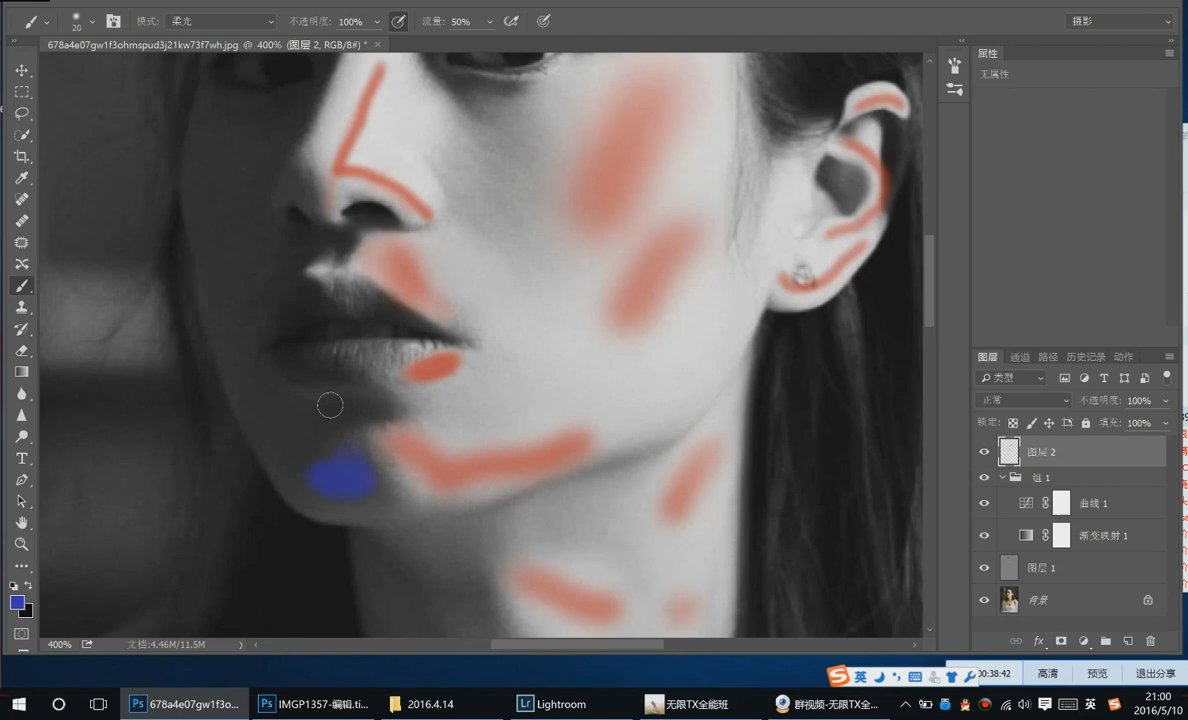 20 模式: 柔光 不透明度: 100% 流量: 50% 摄影
678a4e07gw1f3ohmspud3j21kw73f7wh.jpg @ 400% (图层 2, RGB/8#) *
属性
无属性
图层 通道 路径 历史记录 动作
类型
正常 不透明度: 100%
锁定: 填充: 100%
图层 2
组 1
曲线 1
渐变映射 1
图层 1
背景
400% 文档:4.46M/11.5M
英 00:38:42 高清 预览 退出分享
678a4e07gw1f3o... IMGP1357-编辑.ti... 2016.4.14 Lightroom 无限TX全能班 群视频-无限TX全... 英 21:00
2016/5/10